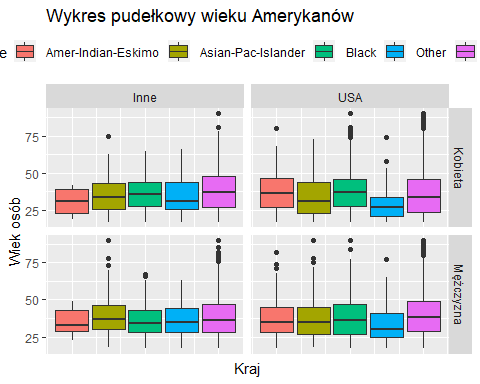 Wykres pudełkowy wieku Amerykanów
e Amer-Indian-Eskimo Asian-Pac-Islander Black Other
Inne USA
75
50
25
Kobieta
75
50
25
Mężczyzna
Wiek osób
Kraj